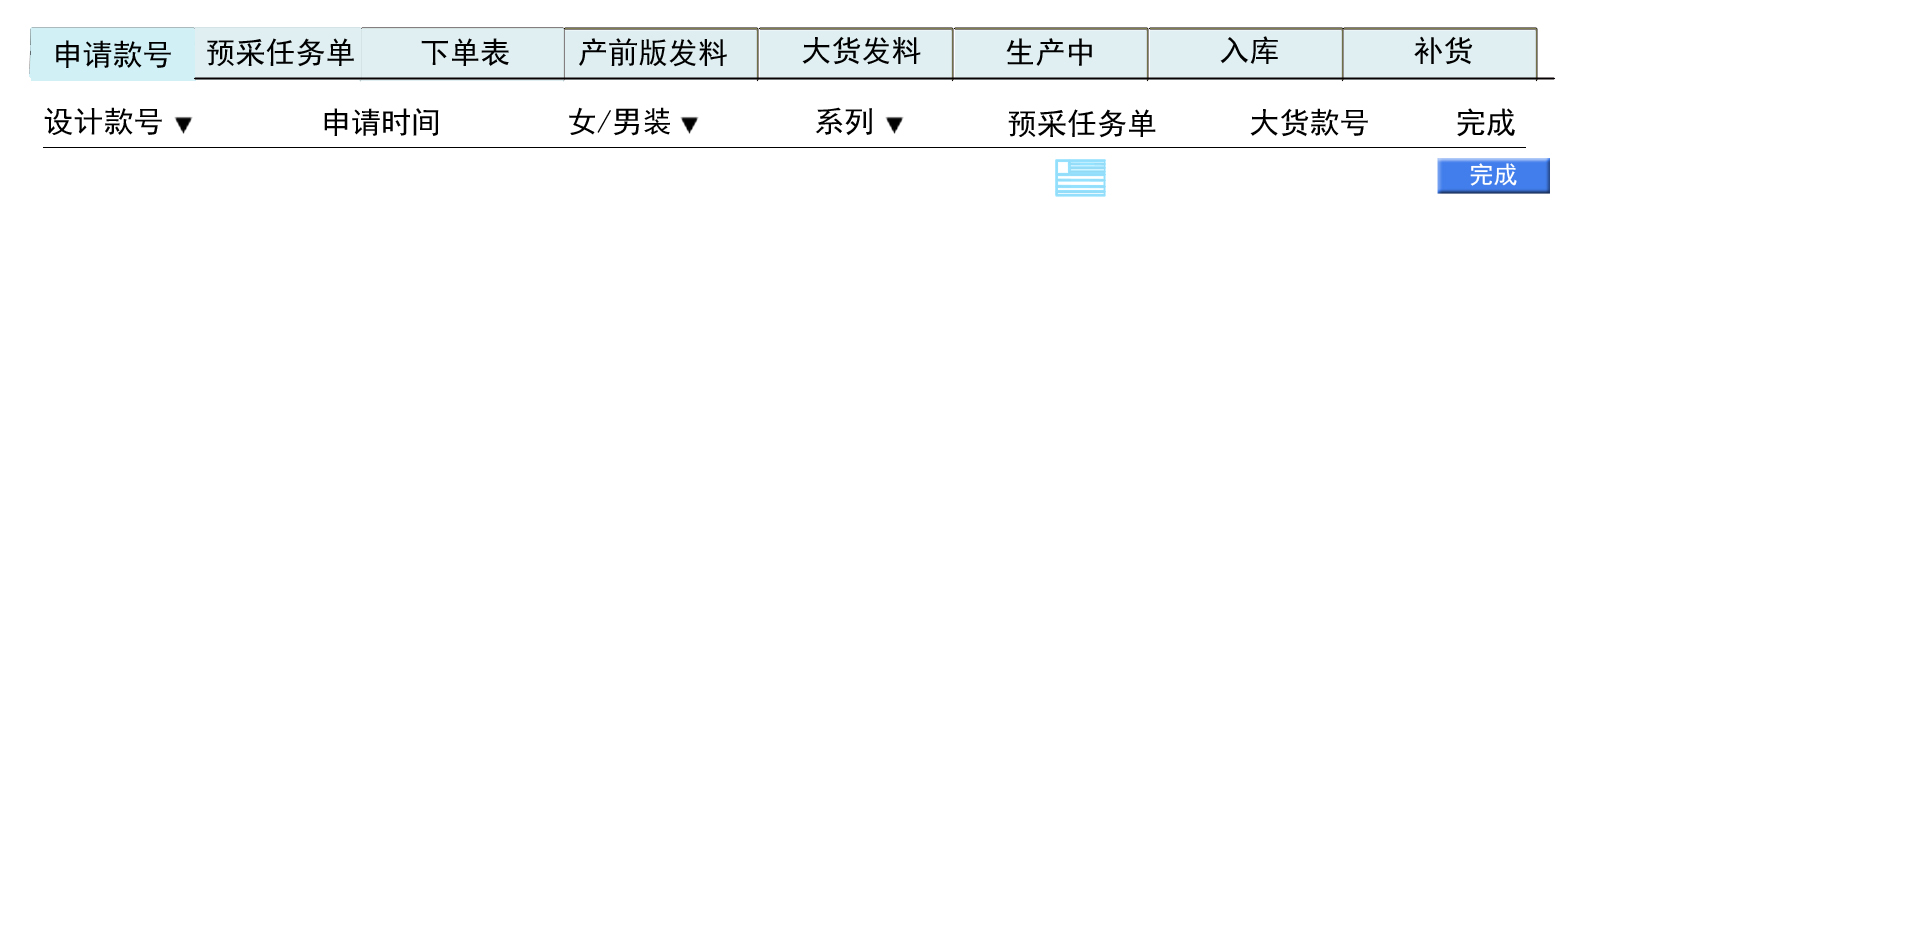 申请款号 预采任务单 下单表 产前版发料 大货发料 生产中 入库 补货
设计款号 ▼ 申请时间 女/男装 ▼ 系列 ▼ 预采任务单 大货款号 完成
完成